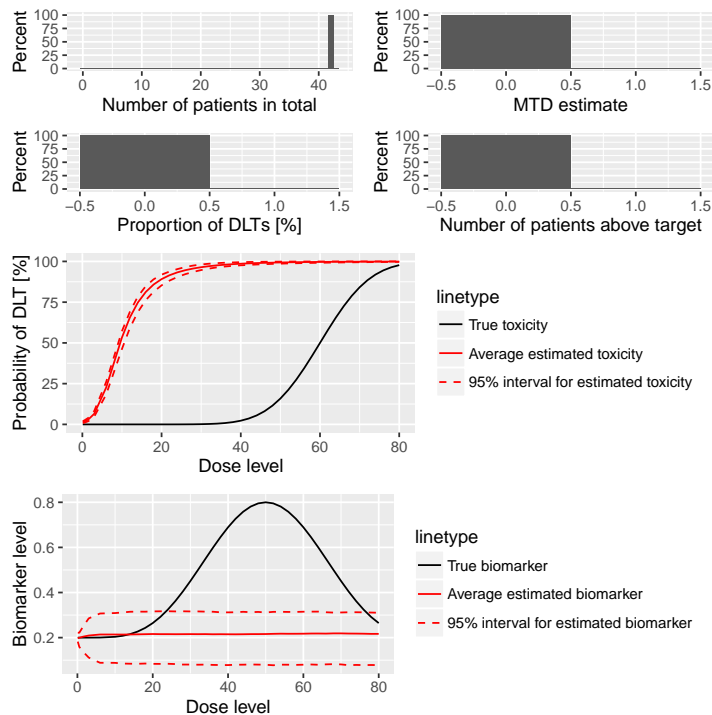 Percent
100
75
50
25
0
0 10 20 30 40
Number of patients in total
Percent
100
75
50
25
0
−0.5 0.0 0.5 1.0 1.5
MTD estimate
Percent
100
75
50
25
0
−0.5 0.0 0.5 1.0 1.5
Proportion of DLTs [%]
Percent
100
75
50
25
0
−0.5 0.0 0.5 1.0 1.5
Number of patients above target
Probability of DLT [%]
100
75
50
25
0
0 20 40 60 80
Dose level
linetype
True toxicity
Average estimated toxicity
95% interval for estimated toxicity
Biomarker level
0.8
0.6
0.4
0.2
0 20 40 60 80
Dose level
linetype
True biomarker
Average estimated biomarker
95% interval for estimated biomarker